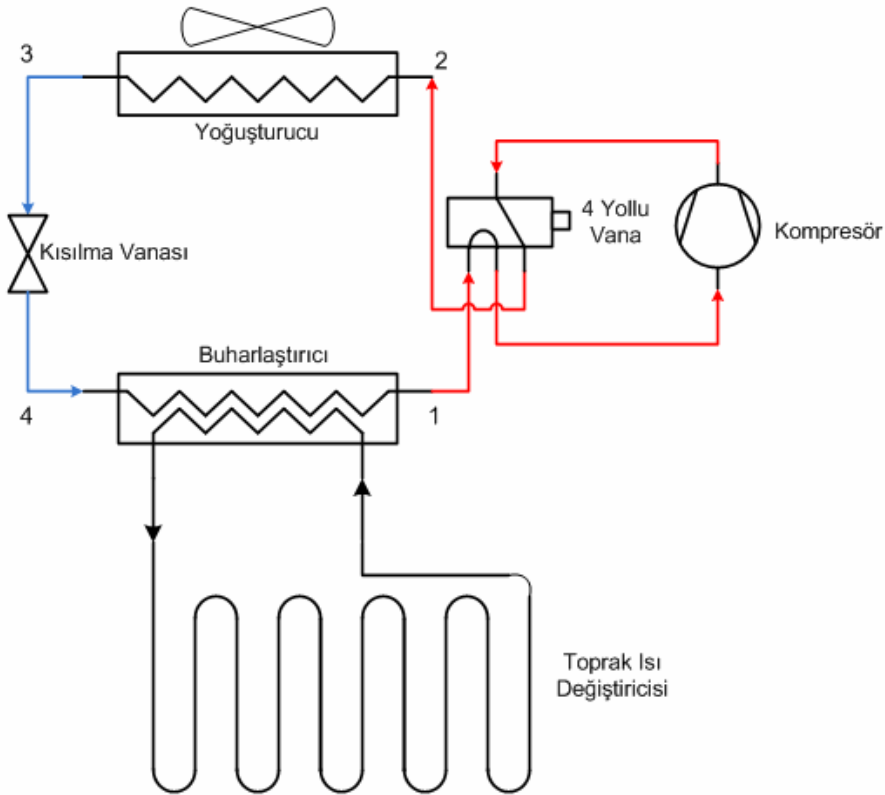 3
2
Yoğuşturucu
4 Yollu
Vana
Kompresör
Kısılma Vanası
Buharlaştırıcı
4
1
Toprak Isı
Değiştiricisi